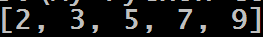 [2, 3, 5, 7, 9]